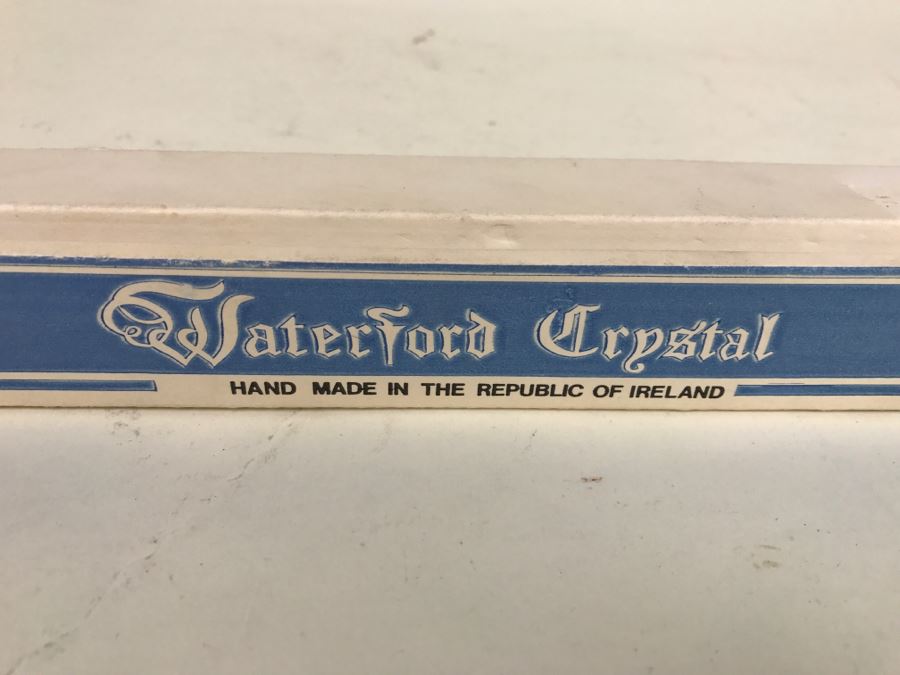 Waterford Crystal
HAND MADE IN THE REPUBLIC OF IRELAND